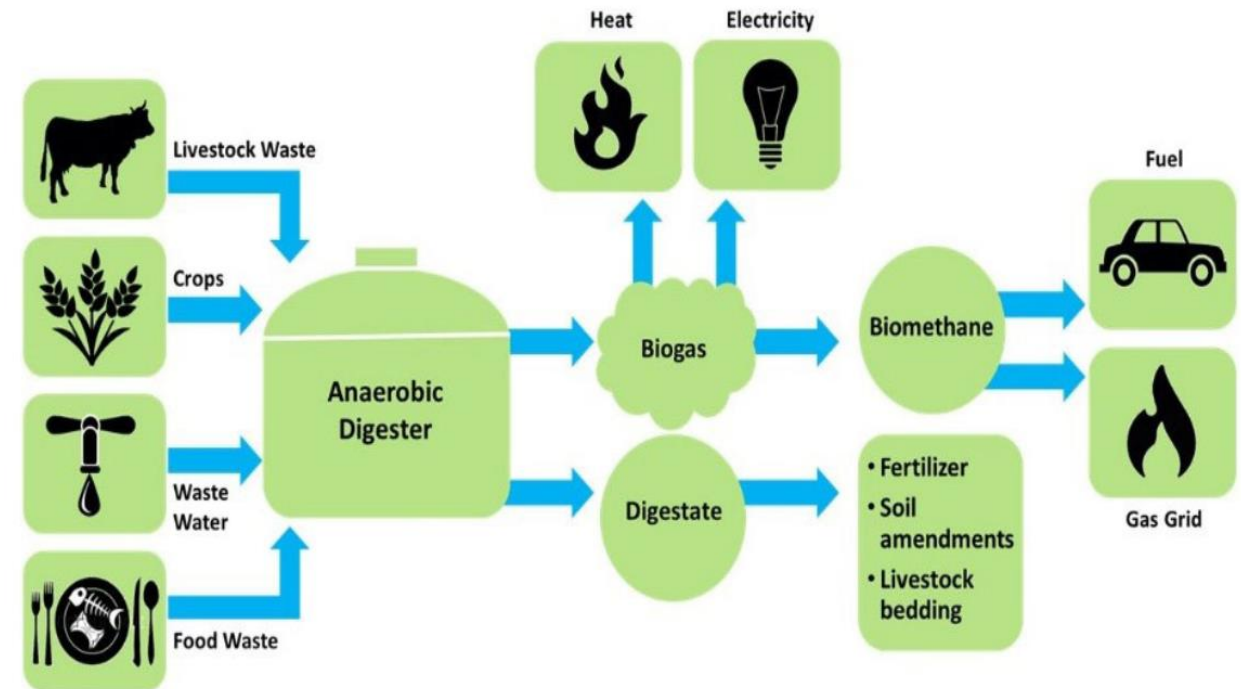 Heat
Electricity
Livestock Waste
Crops
Waste
Water
Food Waste
Anaerobic
Digester
Biogas
Digestate
Biomethane
• Fertilizer
• Soil
amendments
• Livestock
bedding
Fuel
Gas Grid